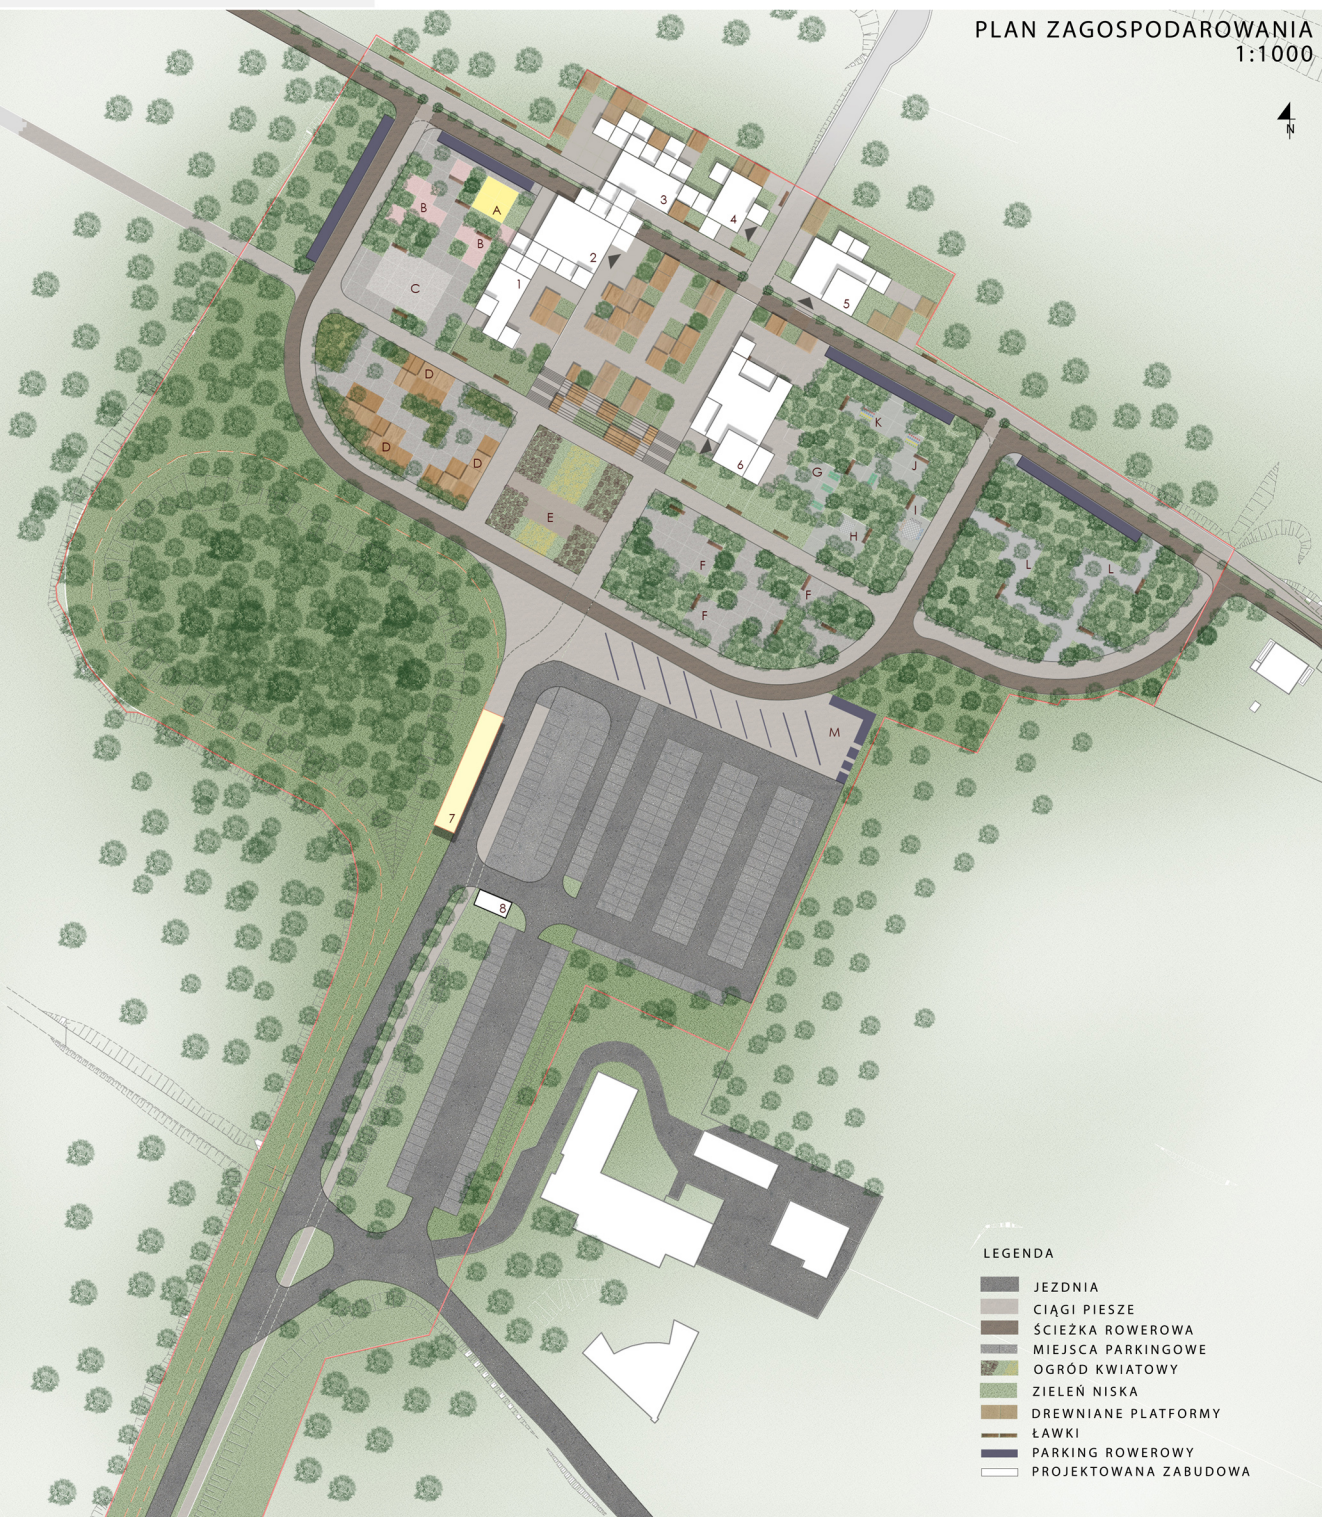 PLAN ZAGOSPODAROWANIA
1:1000
N
A
B
B
C
1
2
3
4
5
6
D
D
D
E
F
F
F
G
H
I
J
K
L
L
M
7
8
LEGENDA
JEZDNIA
CIĄGI PIESZE
ŚCIEŻKA ROWEROWA
MIEJSCA PARKINGOWE
OGRÓD KWIATOWY
ZIELEŃ NISKA
DREWNIANE PLATFORMY
ŁAWKI
PARKING ROWEROWY
PROJEKTOWANA ZABUDOWA